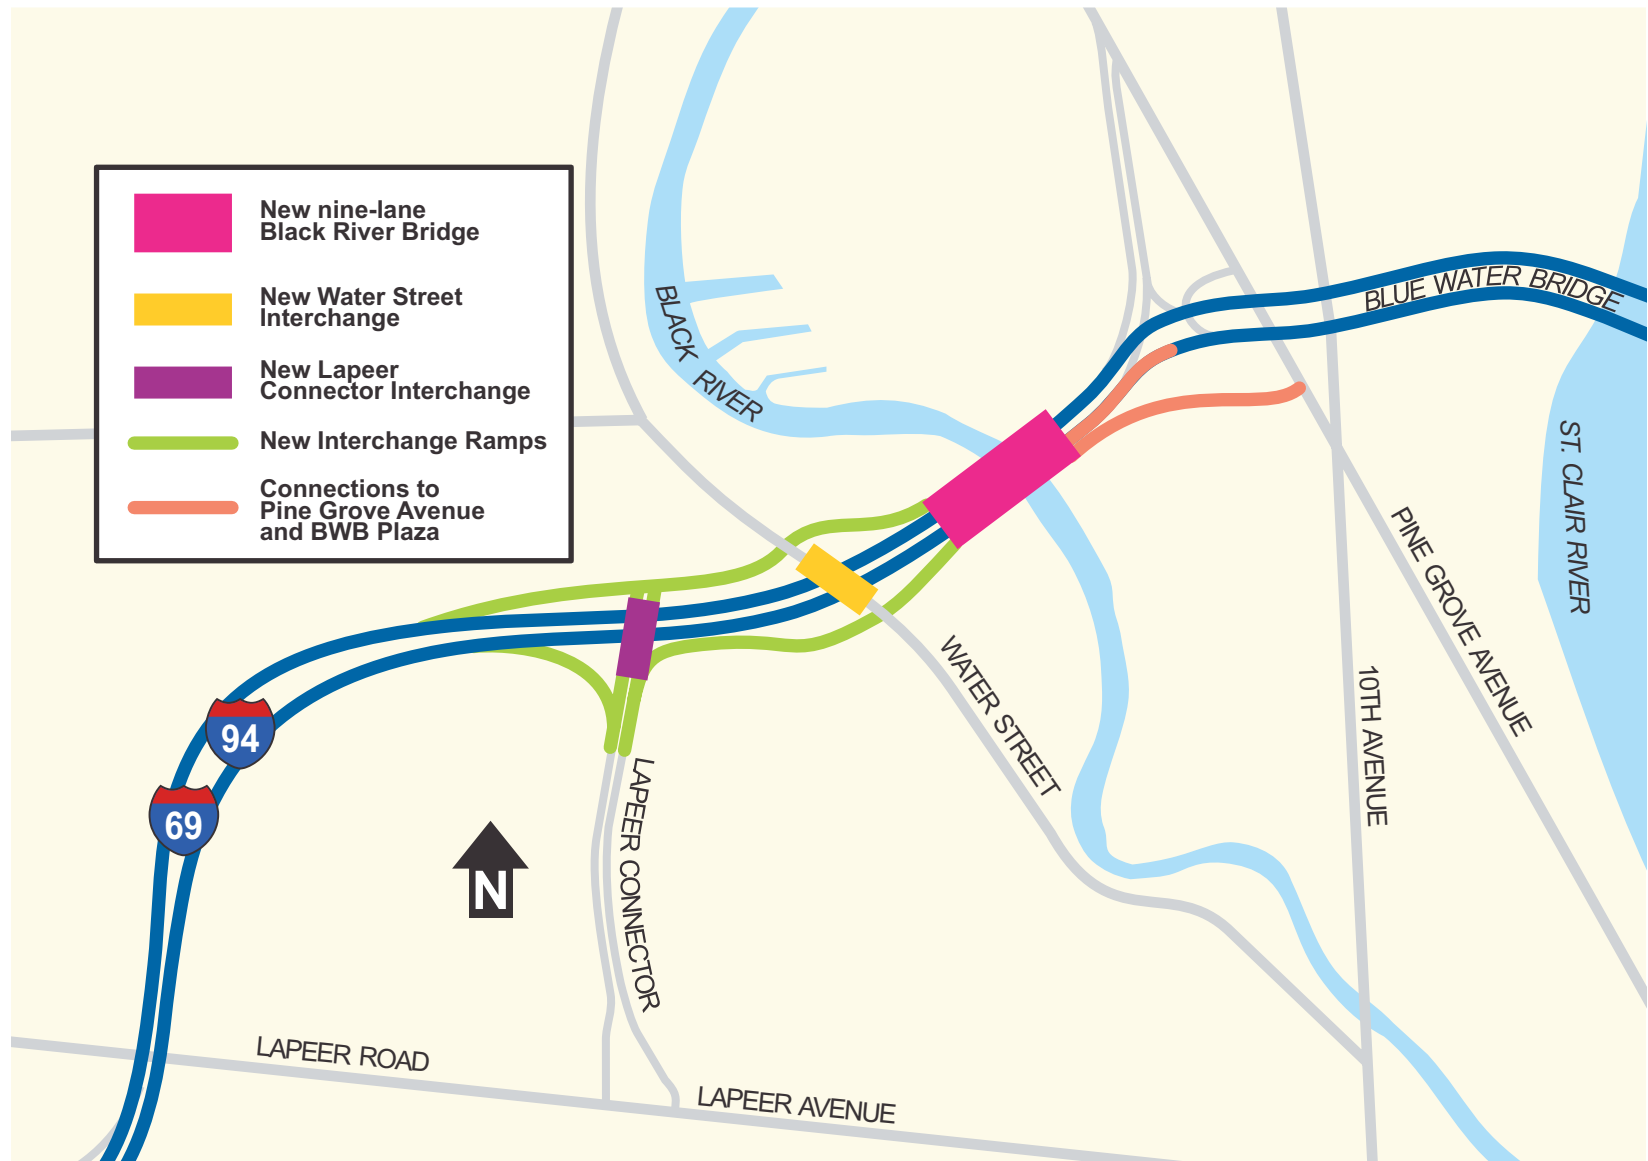 New nine-lane
Black River Bridge
New Water Street
Interchange
New Lapeer
Connector Interchange
New Interchange Ramps
Connections to
Pine Grove Avenue
and BWB Plaza
BLACK RIVER
BLUE WATER BRIDGE
ST. CLAIR RIVER
PINE GROVE AVENUE
10TH AVENUE
WATER STREET
94
69
N
LAPEER CONNECTOR
LAPEER ROAD
LAPEER AVENUE